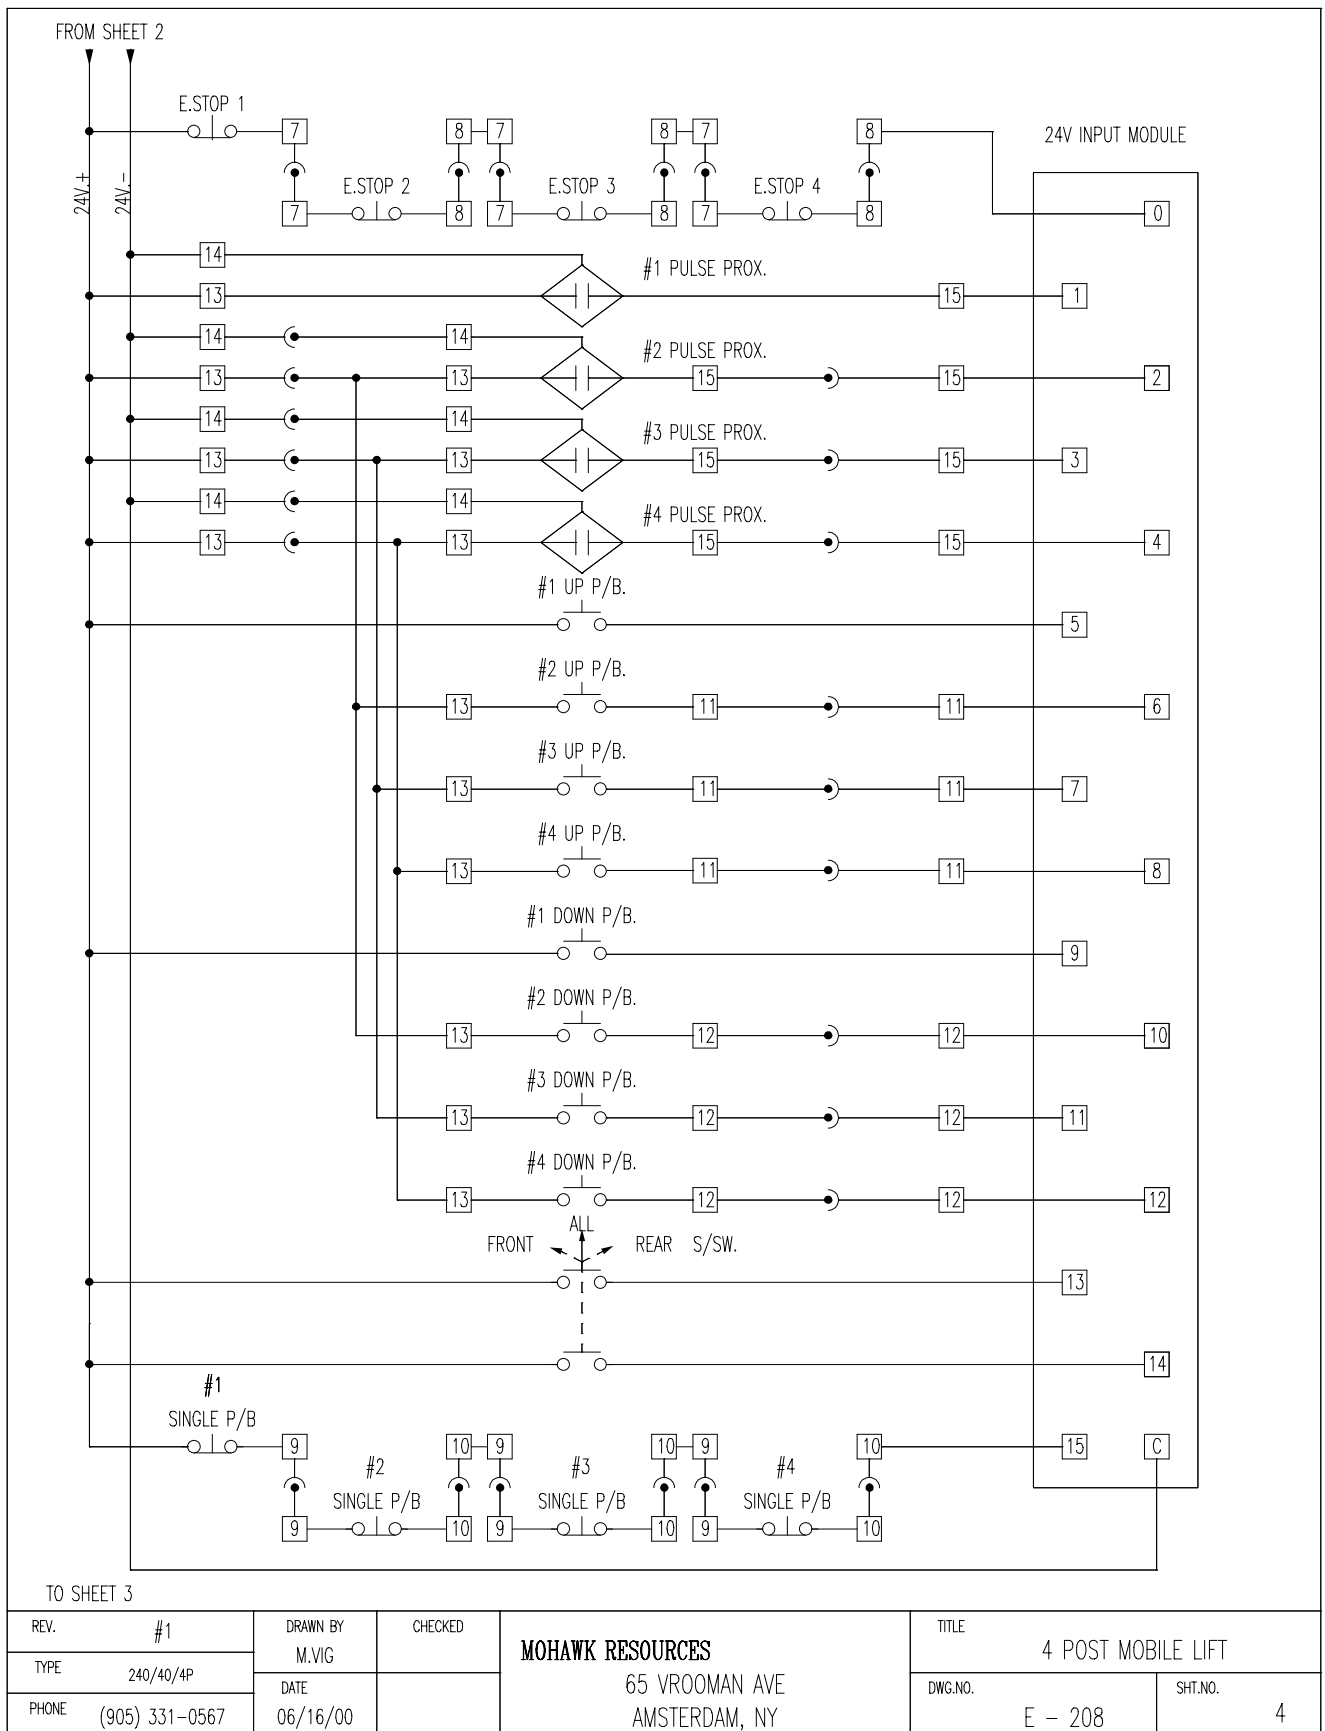 FROM SHEET 2
E.STOP 1
7 8 7 8 7 8
24V INPUT MODULE
24V.+
24V.-
E.STOP 2 E.STOP 3 E.STOP 4
7 8 7 8 7 8 0
14
#1 PULSE PROX.
13 15 1
14 14
#2 PULSE PROX.
13 13 15 15 2
14 14
#3 PULSE PROX.
13 13 15 15 3
14 14
#4 PULSE PROX.
13 13 15 15 4
#1 UP P/B.
5
#2 UP P/B.
13 11 11 6
#3 UP P/B.
13 11 11 7
#4 UP P/B.
13 11 11 8
#1 DOWN P/B.
9
#2 DOWN P/B.
13 12 12 10
#3 DOWN P/B.
13 12 12 11
#4 DOWN P/B.
13 12 12 12
ALL
FRONT REAR S/SW.
13
14
#1
SINGLE P/B
9 10 9 10 9 10 15 C
#2 #3 #4
SINGLE P/B SINGLE P/B SINGLE P/B
9 10 9 10 9 10
TO SHEET 3
REV. #1
TYPE 240/40/4P
PHONE (905) 331-0567
DRAWN BY
M.VIG
DATE
06/16/00
CHECKED
MOHAWK RESOURCES
65 VROOMAN AVE
AMSTERDAM, NY
TITLE
4 POST MOBILE LIFT
DWG.NO.
E - 208
SHT.NO.
4